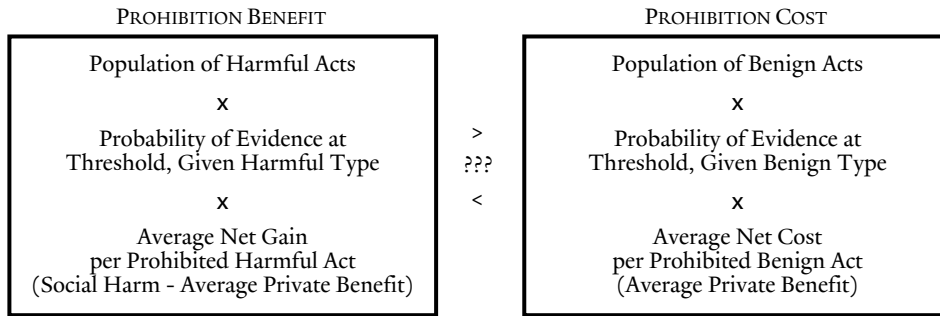 PROHIBITION BENEFIT
Population of Harmful Acts
x
Probability of Evidence at
Threshold, Given Harmful Type
x
Average Net Gain
per Prohibited Harmful Act
(Social Harm - Average Private Benefit)
>
???
<
PROHIBITION COST
Population of Benign Acts
x
Probability of Evidence at
Threshold, Given Benign Type
x
Average Net Cost
per Prohibited Benign Act
(Average Private Benefit)